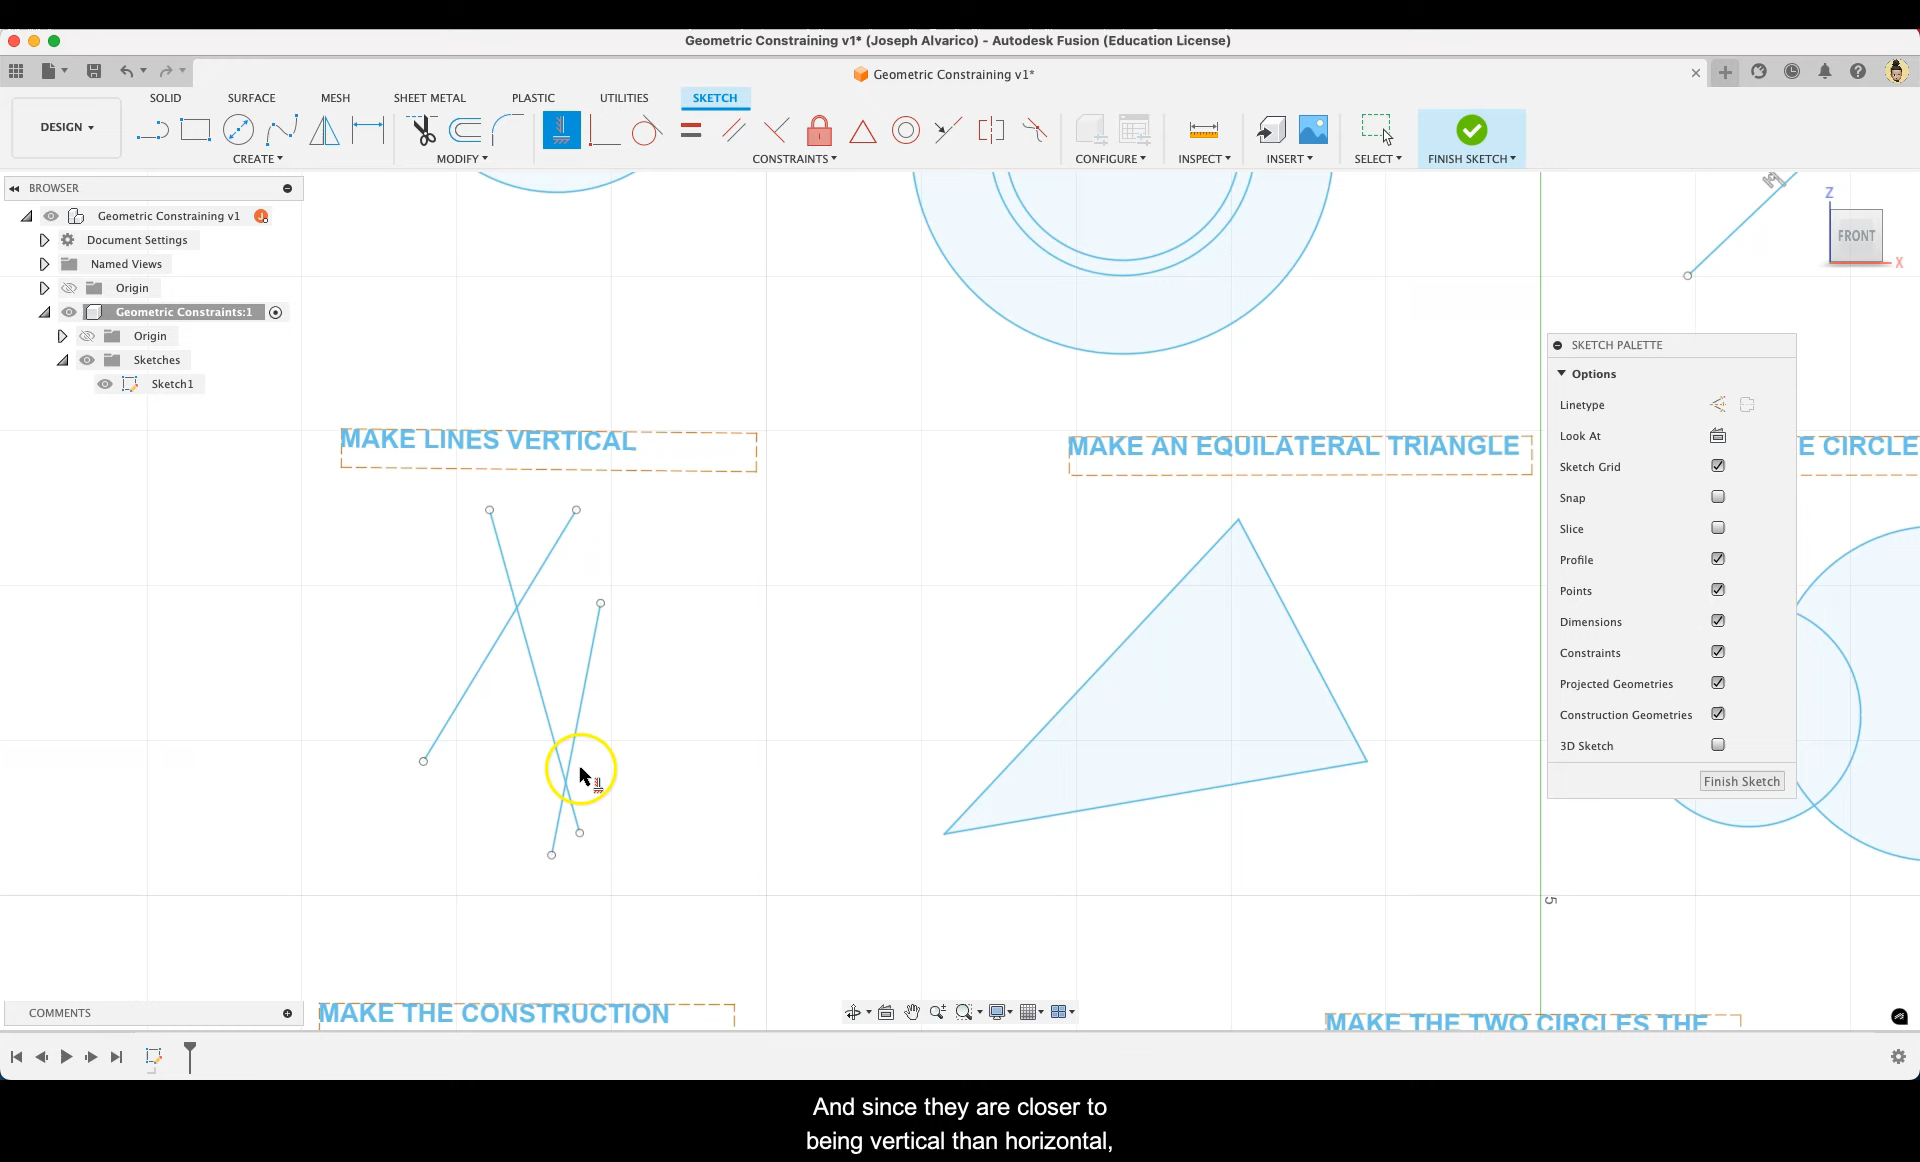 Geometric Constraining v1* (Joseph Alvarico) - Autodesk Fusion (Education License)
Geometric Constraining v1*
DESIGN
SOLID
SURFACE
MESH
SHEET METAL
PLASTIC
UTILITIES
SKETCH
CREATE
MODIFY
CONSTRAINTS
CONFIGURE
INSPECT
INSERT
SELECT
FINISH SKETCH
BROWSER
Geometric Constraining v1
Document Settings
Named Views
Origin
Geometric Constraints:1
Origin
Sketches
Sketch1
Z
FRONT
X
MAKE LINES VERTICAL
MAKE AN EQUILATERAL TRIANGLE
E CIRCLE
SKETCH PALETTE
Options
Linetype
Look At
Sketch Grid
Snap
Slice
Profile
Points
Dimensions
Constraints
Projected Geometries
Construction Geometries
3D Sketch
Finish Sketch
5
COMMENTS
MAKE THE CONSTRUCTION
MAKE THE TWO CIRCLES THE
And since they are closer to
being vertical than horizontal,